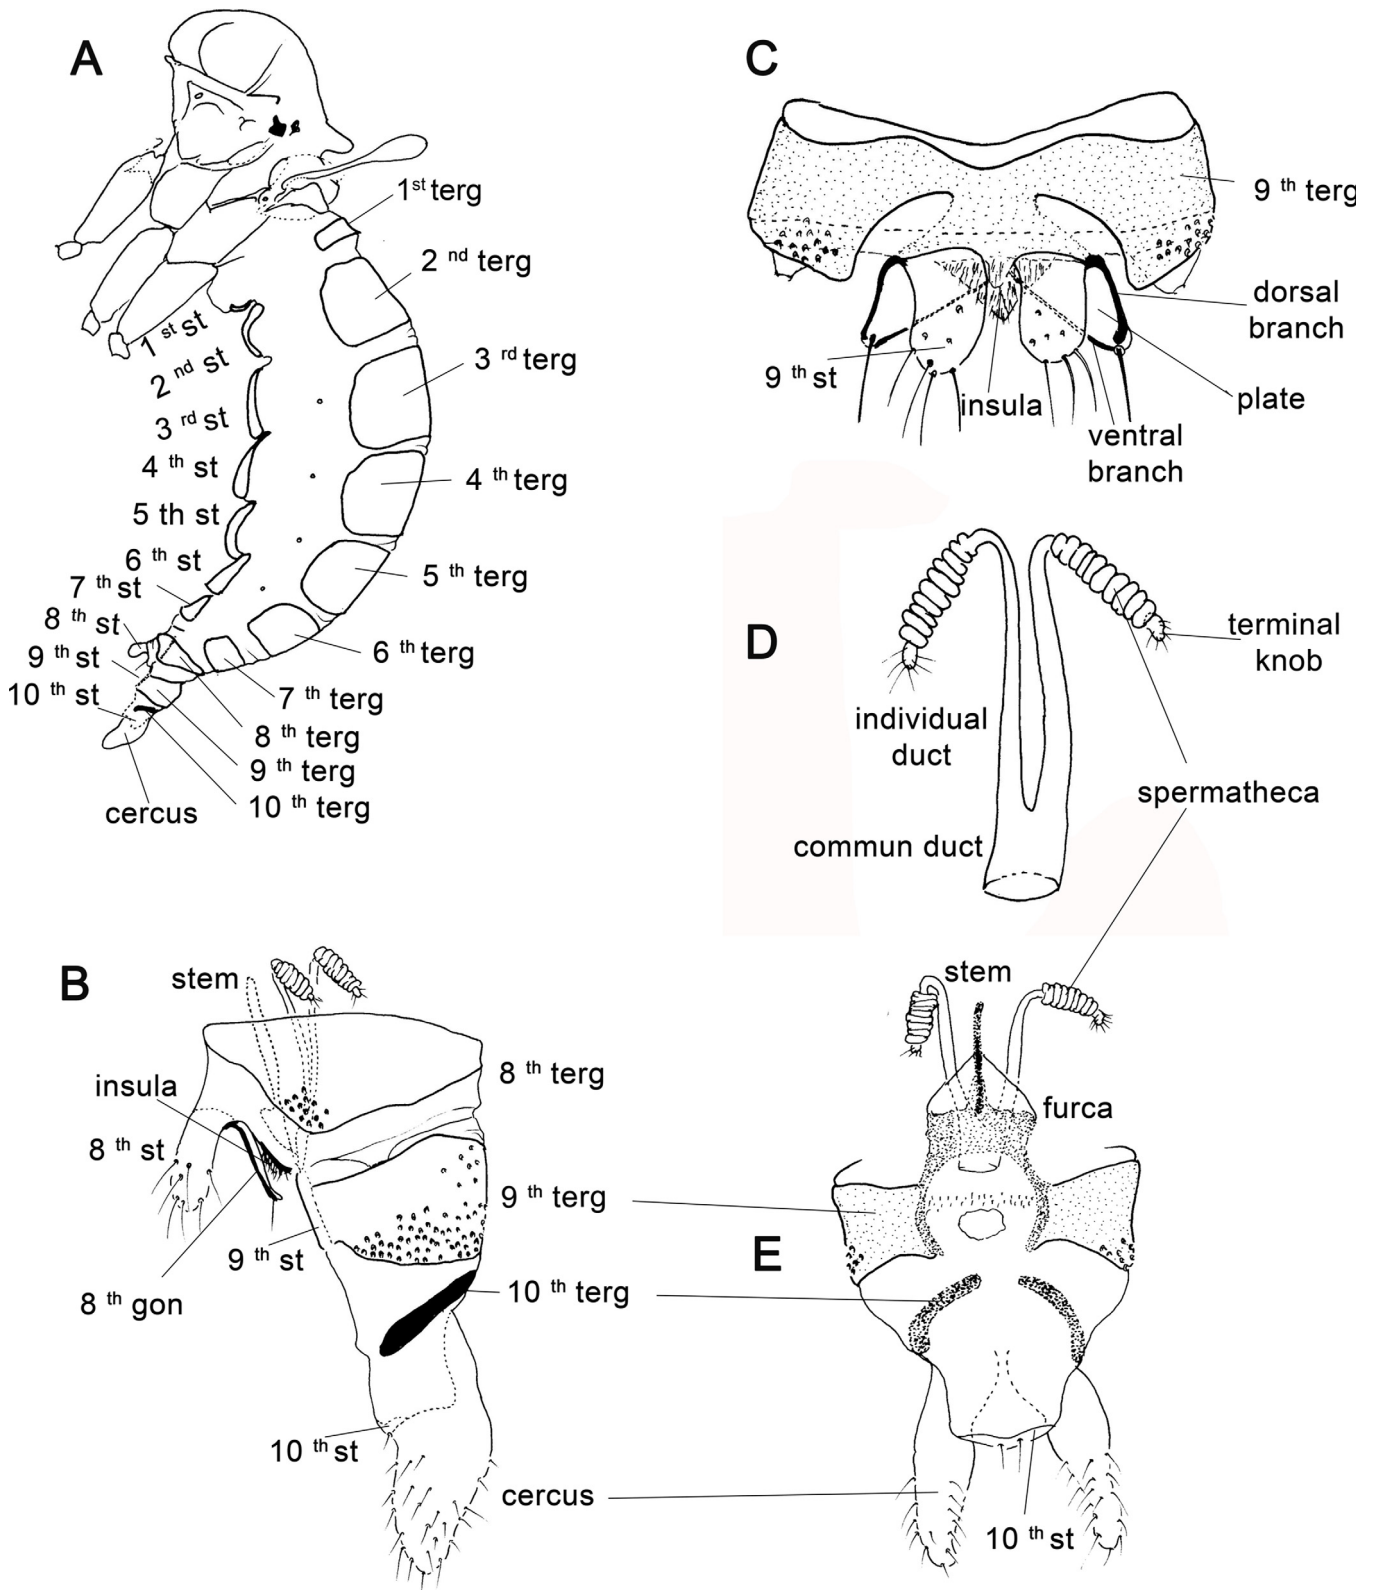 A
1st terg
2 nd terg
3 rd terg
4 th terg
5 th terg
6 th terg
7 th terg
8 th terg
9 th terg
10 th terg
1 st st
2 nd st
3 rd st
4 th st
5 th st
6 th st
7 th st
8 th st
9 th st
10 th st
cercus
C
9 th terg
dorsal
branch
plate
ventral
branch
insula
9 th st
D
terminal
knob
individual
duct
spermatheca
commun duct
B
stem
insula
8 th st
8 th gon
9 th st
10 th st
8 th terg
9 th terg
10 th terg
cercus
E
stem
furca
10 th st